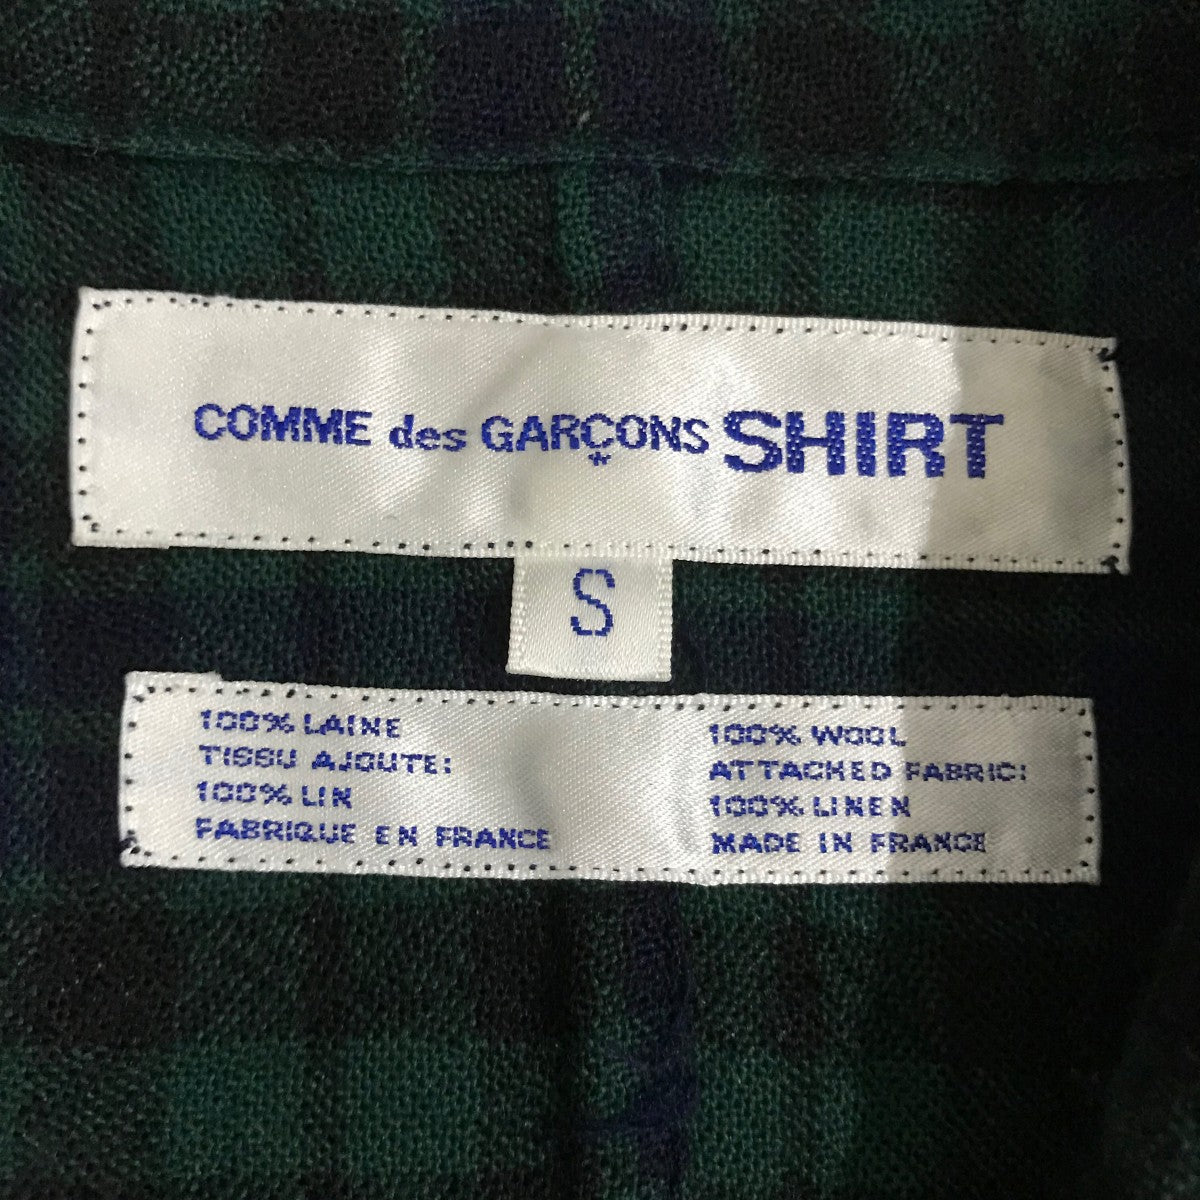 COMME des GARÇONS SHIRT
S
100% LAINE
TISSU AJOUTE:
100% LIN
FABRIQUE EN FRANCE
100% WOOL
ATTACHED FABRIC:
100% LINEN
MADE IN FRANCE